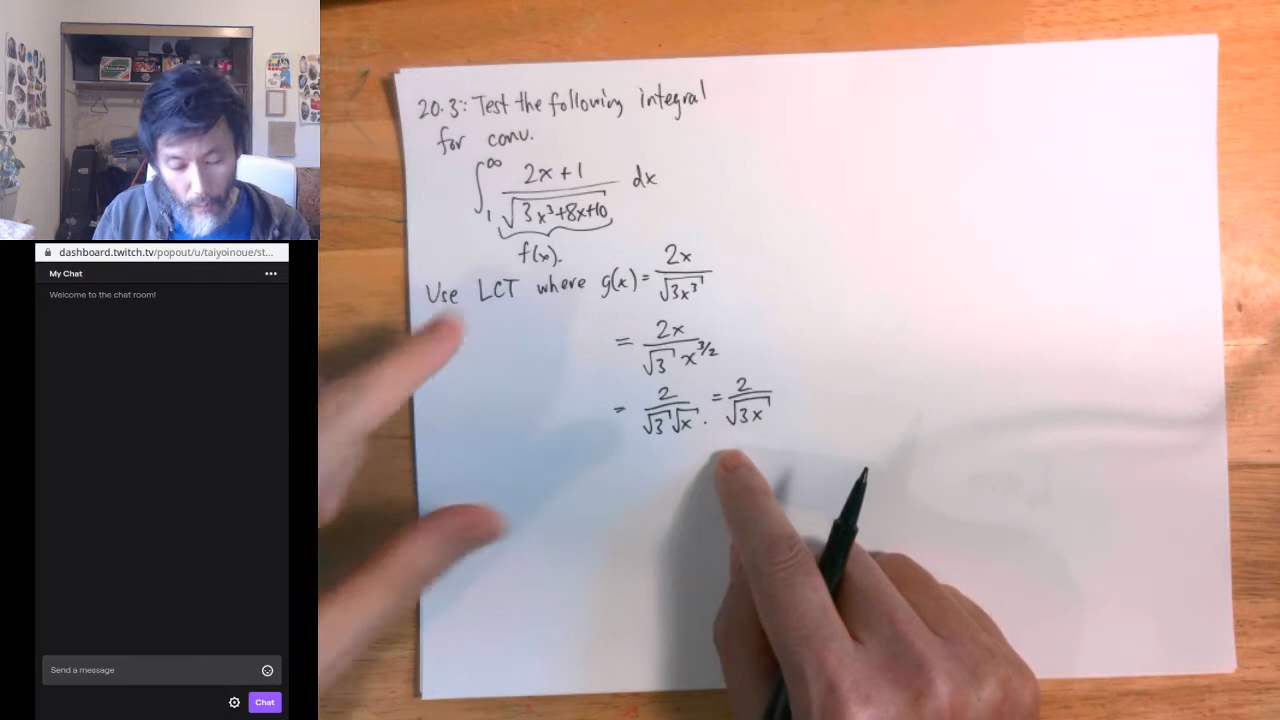 20.3: Test the following integral
for conv.
∫₁^∞ (2x+1)/√(3x³+8x+10) dx
f(x).
Use LCT where g(x) = 2x/√(3x³)
= 2x/(√3 x^(3/2))
= 2/(√3 √x). = 2/√(3x)
dashboard.twitch.tv/popout/u/taiyoinoue/st...
My Chat
Welcome to the chat room!
Send a message
Chat